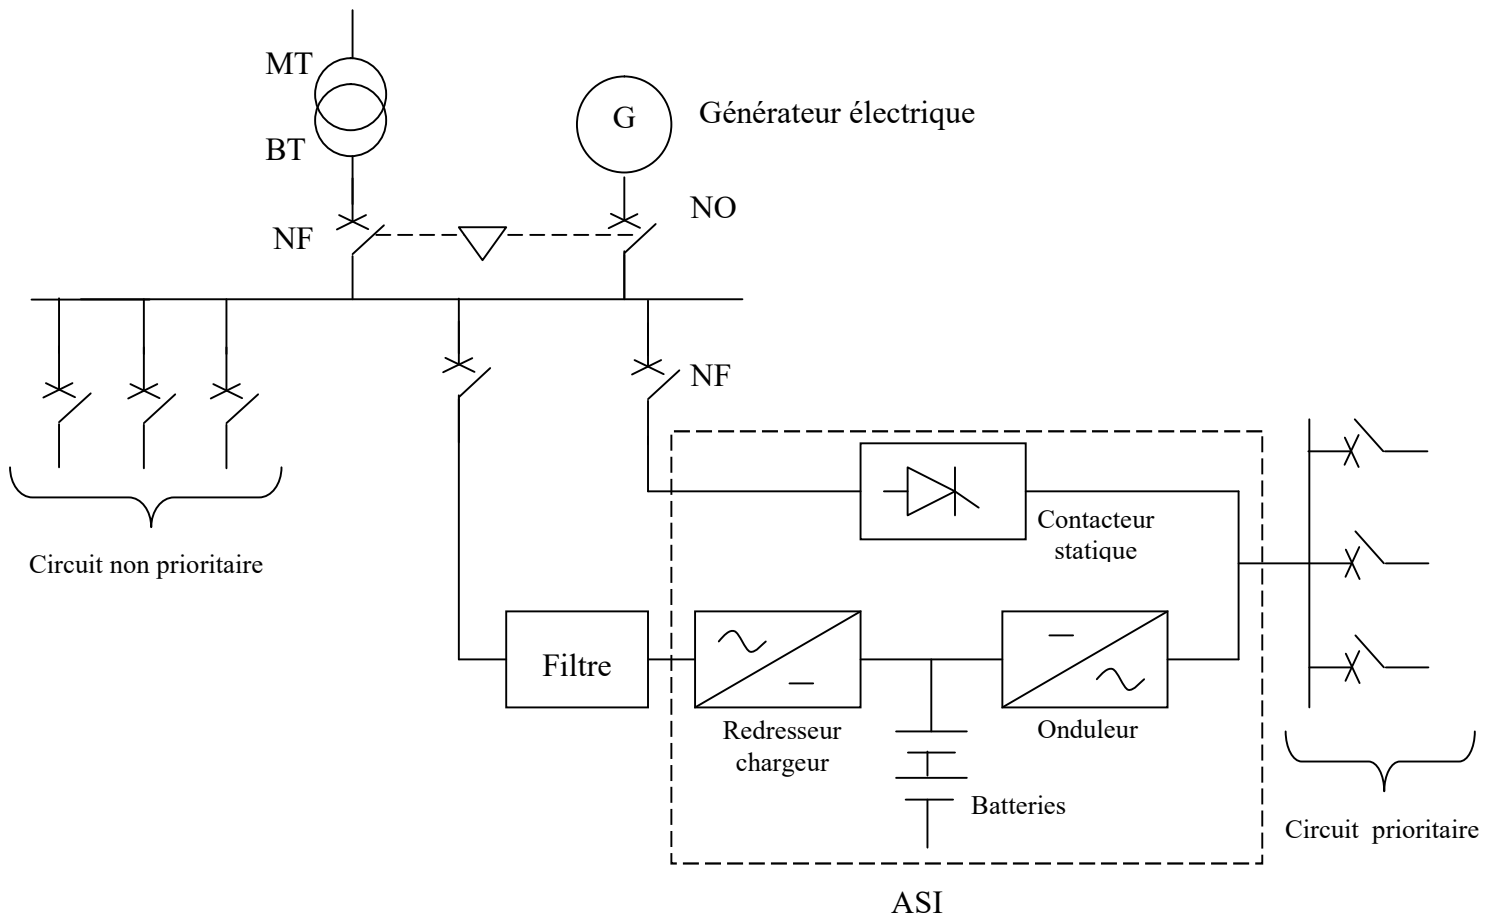 MT
G
Générateur électrique
BT
NO
NF
NF
Contacteur
statique
Circuit non prioritaire
Filtre
Redresseur
chargeur
Onduleur
Batteries
Circuit prioritaire
ASI